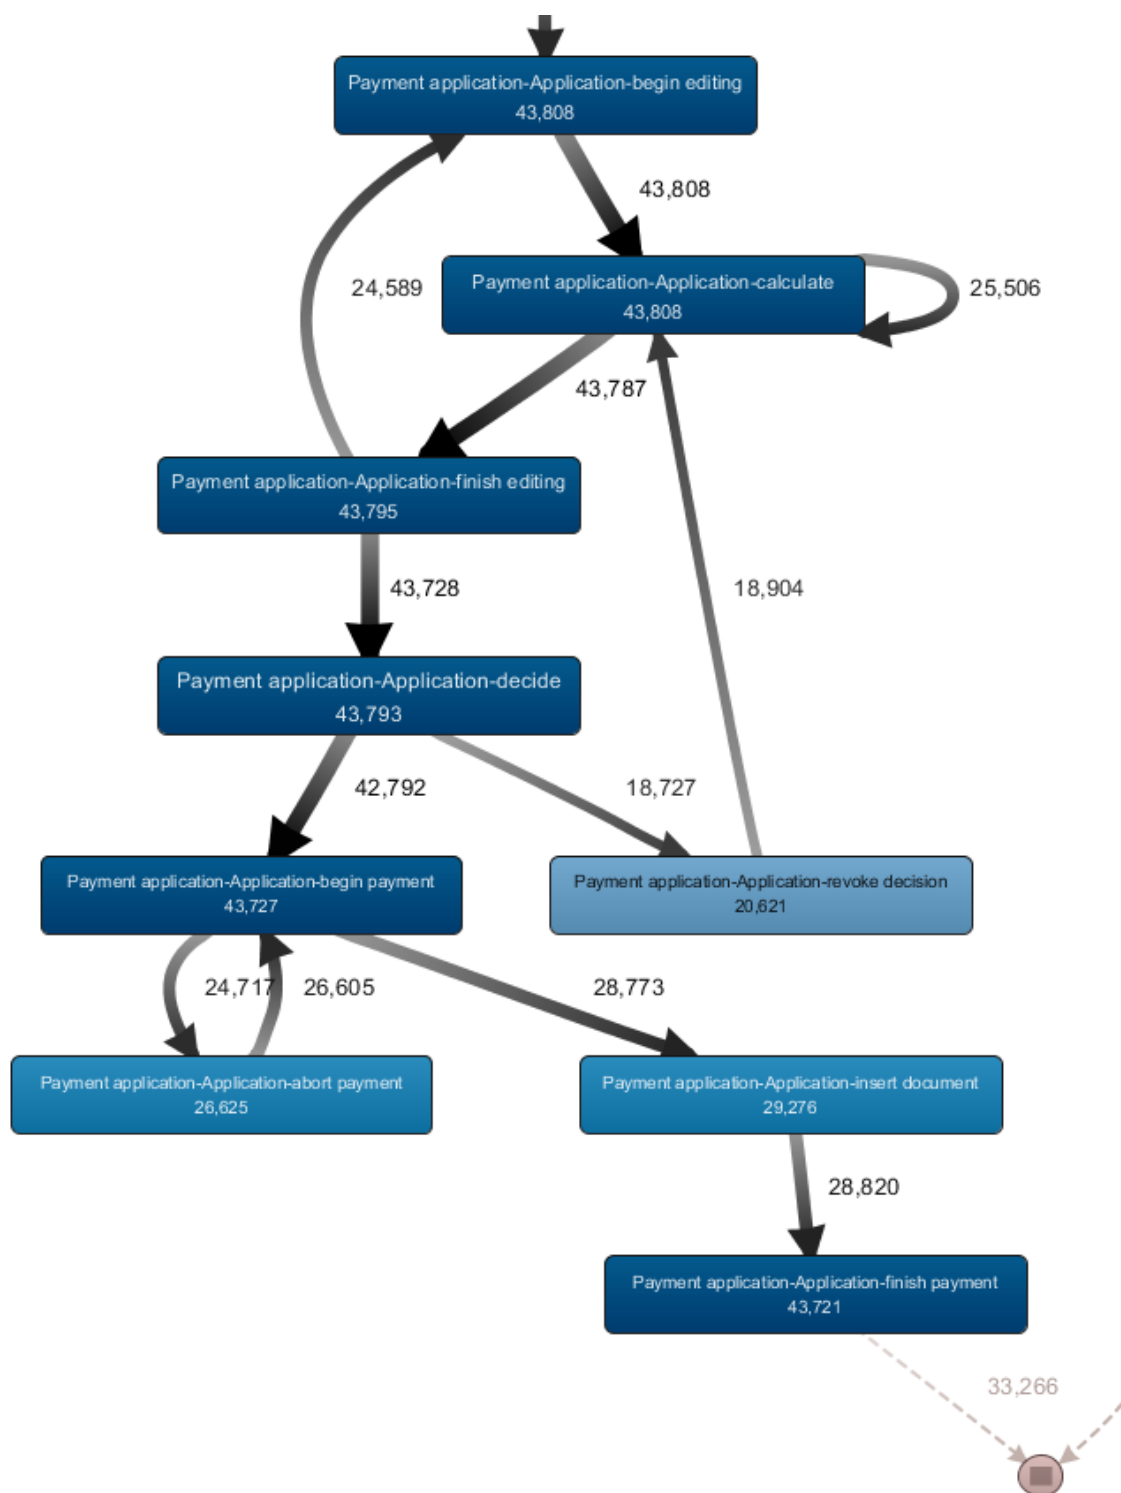 Payment application-Application-begin editing
43,808
43,808
Payment application-Application-calculate
43,808
24,589
25,506
43,787
Payment application-Application-finish editing
43,795
43,728
18,904
Payment application-Application-decide
43,793
42,792
18,727
Payment application-Application-begin payment
43,727
Payment application-Application-revoke decision
20,621
24,717
26,605
28,773
Payment application-Application-abort payment
26,625
Payment application-Application-insert document
29,276
28,820
Payment application-Application-finish payment
43,721
33,266